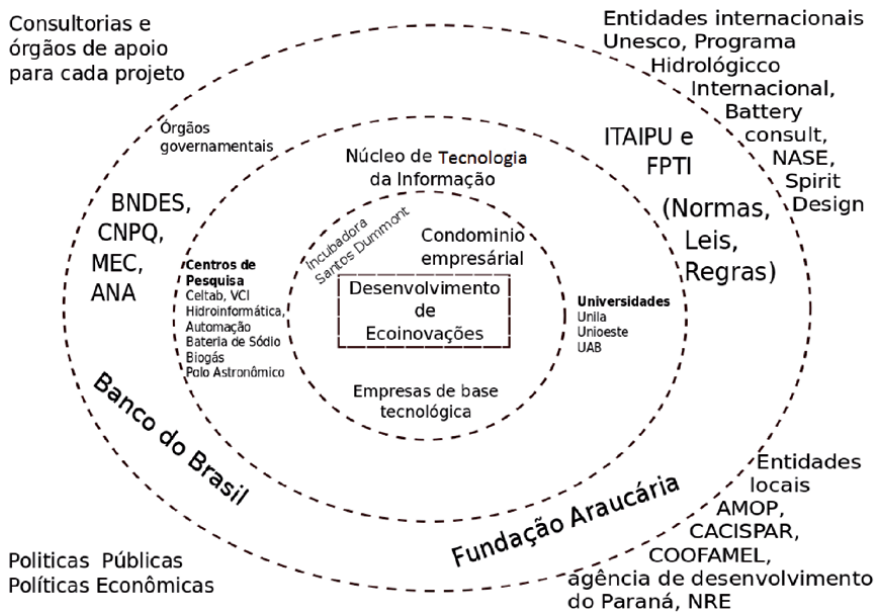 Consultorias e
órgãos de apoio
para cada projeto
Entidades internacionais
Unesco, Programa
Hidrológicco
Internacional,
Battery
consult,
NASE,
Spirit
Design
Órgãos
governamentais
ITAIPU e
FPTI
(Normas,
Leis,
Regras)
Núcleo de Tecnologia
da Informação
BNDES,
CNPQ,
MEC,
ANA
Incubadora
Santos Dummont
Condominio
empresárial
Centros de
Pesquisa
Celtab, VCI
Hidroinformática,
Automação
Bateria de Sódio
Biogás
Polo Astronômico
Desenvolvimento
de
Ecoinovações
Universidades
Unila
Unioeste
UAB
Empresas de base
tecnológica
Banco do Brasil
Fundação Araucária
Entidades
locais
AMOP,
CACISPAR,
COOFAMEL,
agência de desenvolvimento
do Paraná, NRE
Politicas Públicas
Políticas Econômicas